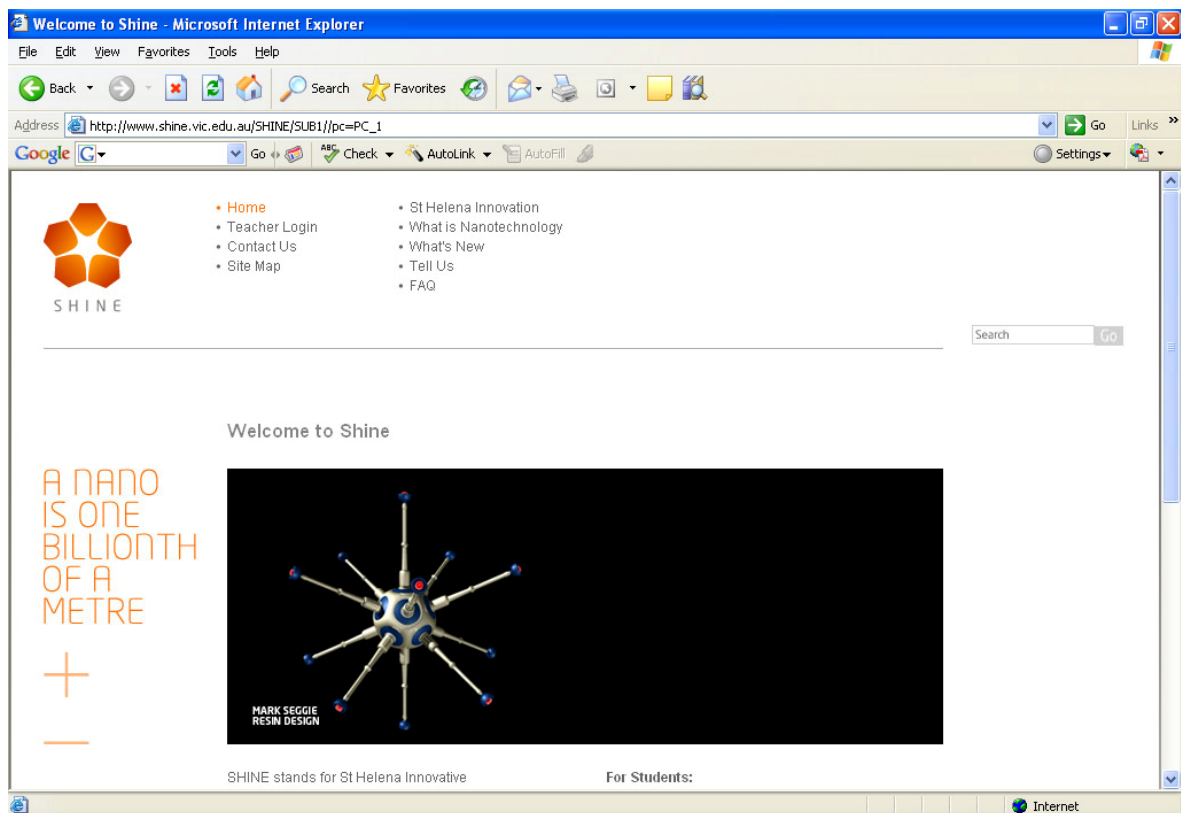 Welcome to Shine - Microsoft Internet Explorer
File Edit View Favorites Tools Help
Back Search Favorites
Address http://www.shine.vic.edu.au/SHINE/SUB1//pc=PC_1 Go Links »
Google G Go ABC Check AutoLink AutoFill Settings
• Home
• Teacher Login
• Contact Us
• Site Map
• St Helena Innovation
• What is Nanotechnology
• What's New
• Tell Us
• FAQ
SHINE
Search Go
Welcome to Shine
A NANO
IS ONE
BILLIONTH
OF A
METRE
+
–
MARK SEGGIE
RESIN DESIGN
SHINE stands for St Helena Innovative
For Students:
Internet